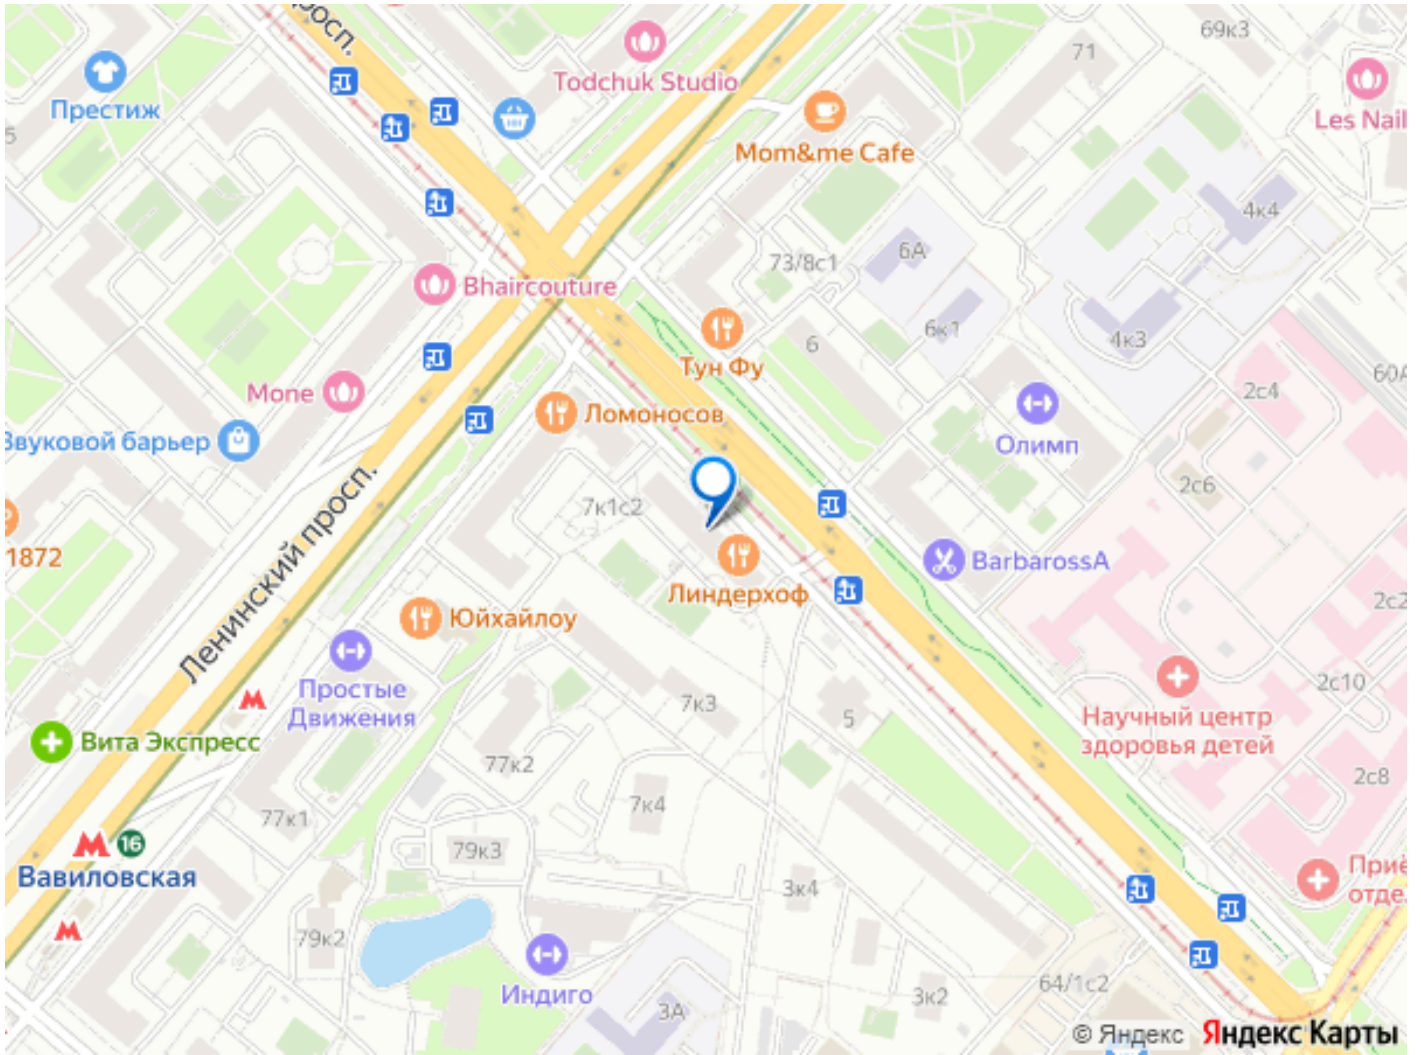 просп.
69к3
71
Todchuk Studio
Престиж
Les Nail
Mom&me Cafe
5
4к4
6А
73/8с1
Bhaircouture
6к1
4к3
6
Тун Фу
60А
2с4
Mone
Ломоносов
Звуковой барьер
Олимп
Ленинский просп.
2с6
7к1с2
1872
BarbarossA
Линдерхоф
2с2
Юйхайлоу
Простые
Движения
2с10
7к3
5
Научный центр
здоровья детей
Вита Экспресс
77к2
2с8
7к4
77к1
16
Вавиловская
79к3
Приё
отде.
3к4
79к2
Индиго
3к2
64/1с2
3А
© Яндекс
Яндекс Карты